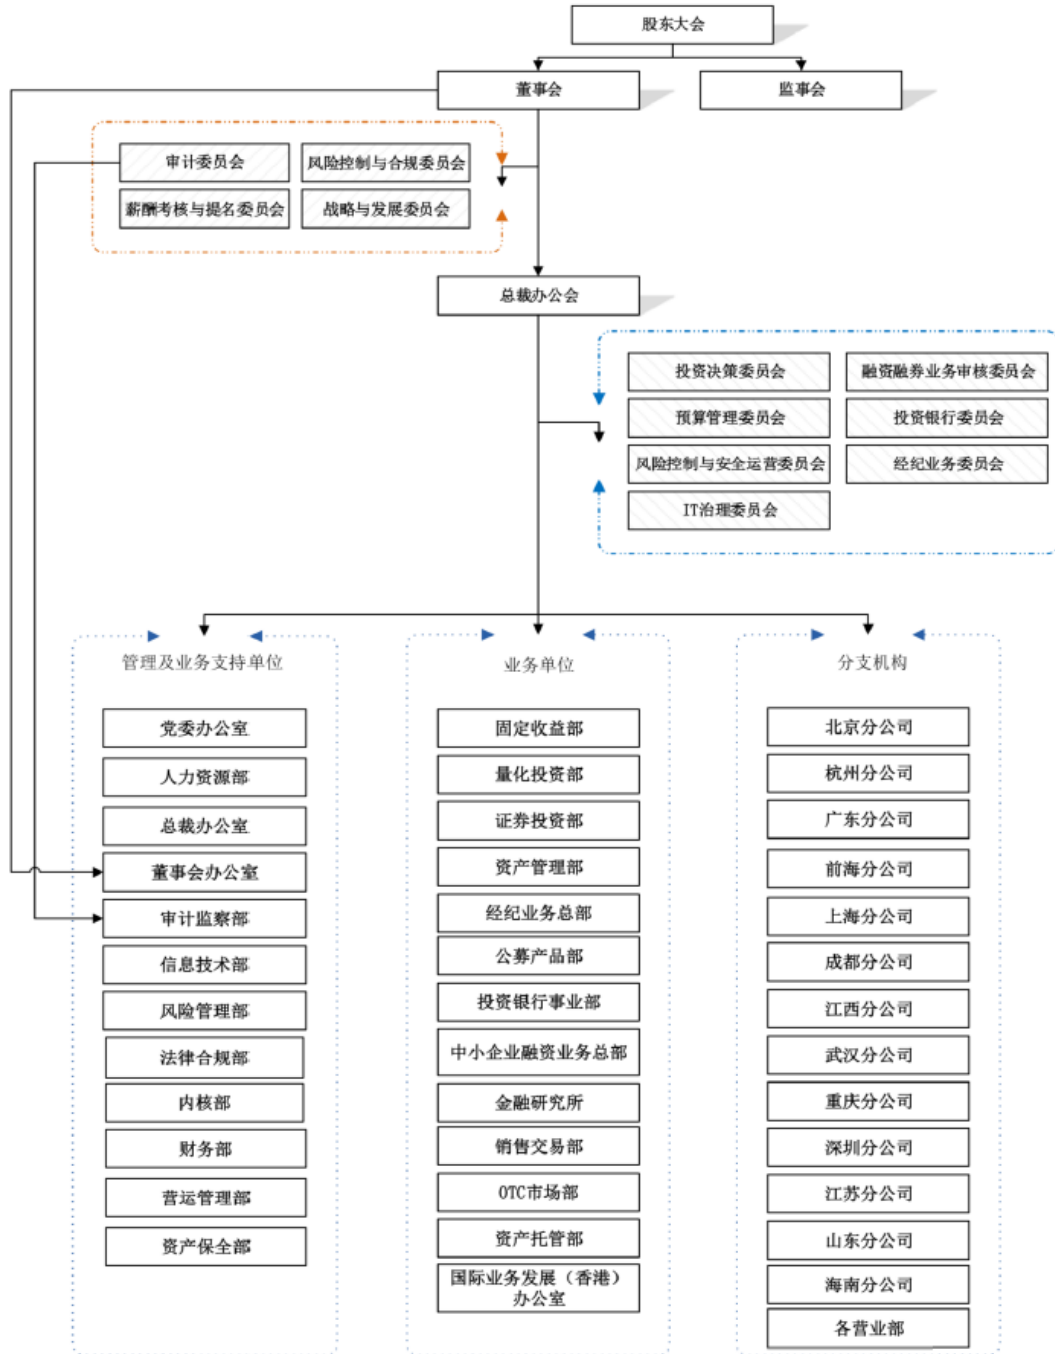 股东大会
董事会
监事会
审计委员会
风险控制与合规委员会
薪酬考核与提名委员会
战略与发展委员会
总裁办公会
投资决策委员会
融资融券业务审核委员会
预算管理委员会
投资银行委员会
风险控制与安全运营委员会
经纪业务委员会
IT治理委员会
管理及业务支持单位
党委办公室
人力资源部
总裁办公室
董事会办公室
审计监察部
信息技术部
风险管理部
法律合规部
内核部
财务部
营运管理部
资产保全部
业务单位
固定收益部
量化投资部
证券投资部
资产管理部
经纪业务总部
公募产品部
投资银行事业部
中小企业融资业务总部
金融研究所
销售交易部
OTC市场部
资产托管部
国际业务发展（香港）
办公室
分支机构
北京分公司
杭州分公司
广东分公司
前海分公司
上海分公司
成都分公司
江西分公司
武汉分公司
重庆分公司
深圳分公司
江苏分公司
山东分公司
海南分公司
各营业部